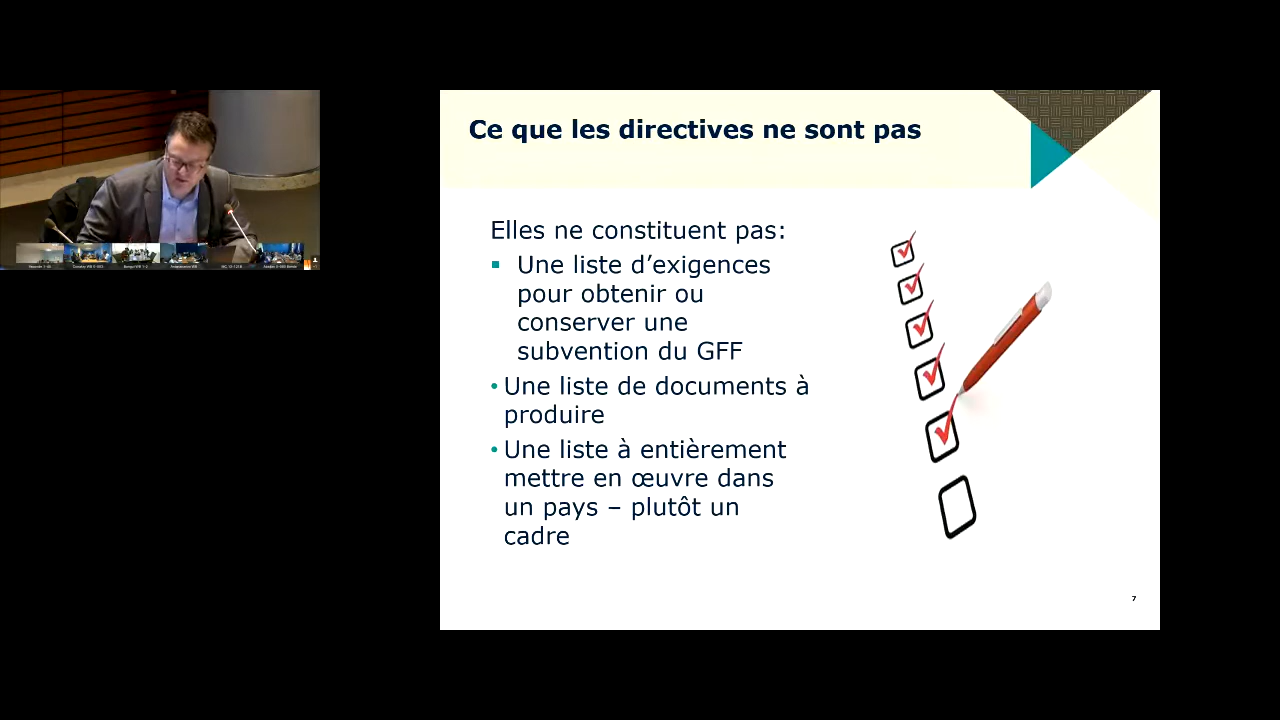 Ce que les directives ne sont pas
Elles ne constituent pas:
▪ Une liste d’exigences
pour obtenir ou
conserver une
subvention du GFF
• Une liste de documents à
produire
• Une liste à entièrement
mettre en œuvre dans
un pays – plutôt un
cadre
7